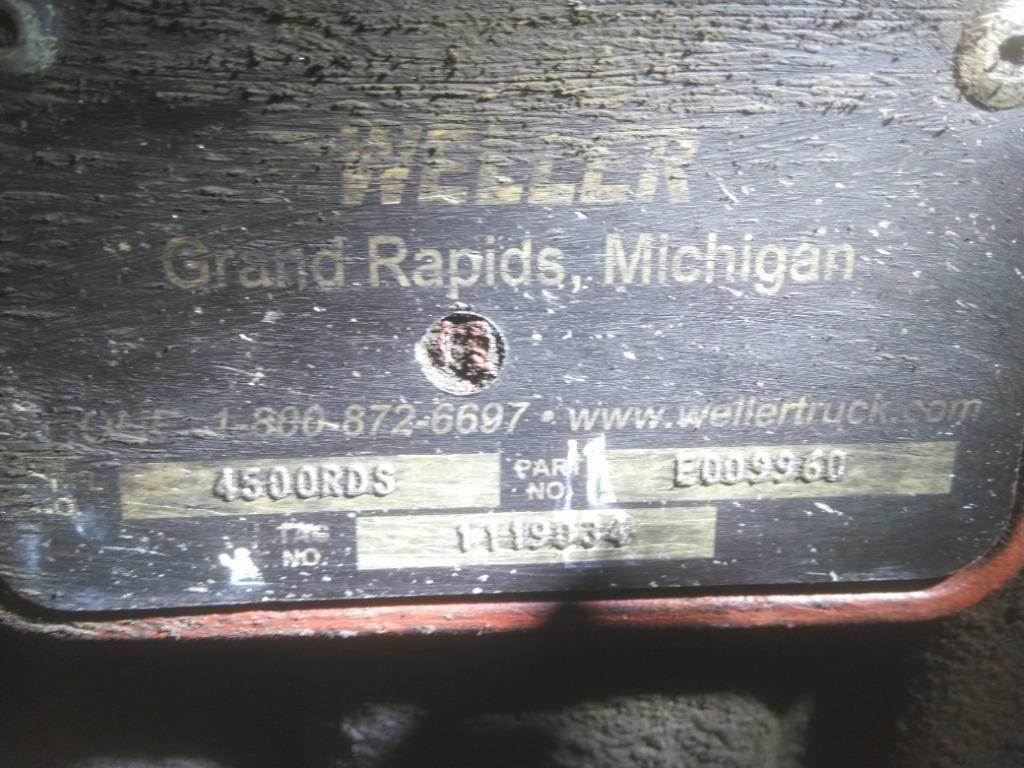 WELLER
Grand Rapids, Michigan
1-800-872-6697 • www.wellertruck.com
4500RDS PART NO. E009960
TAG NO. 1119034